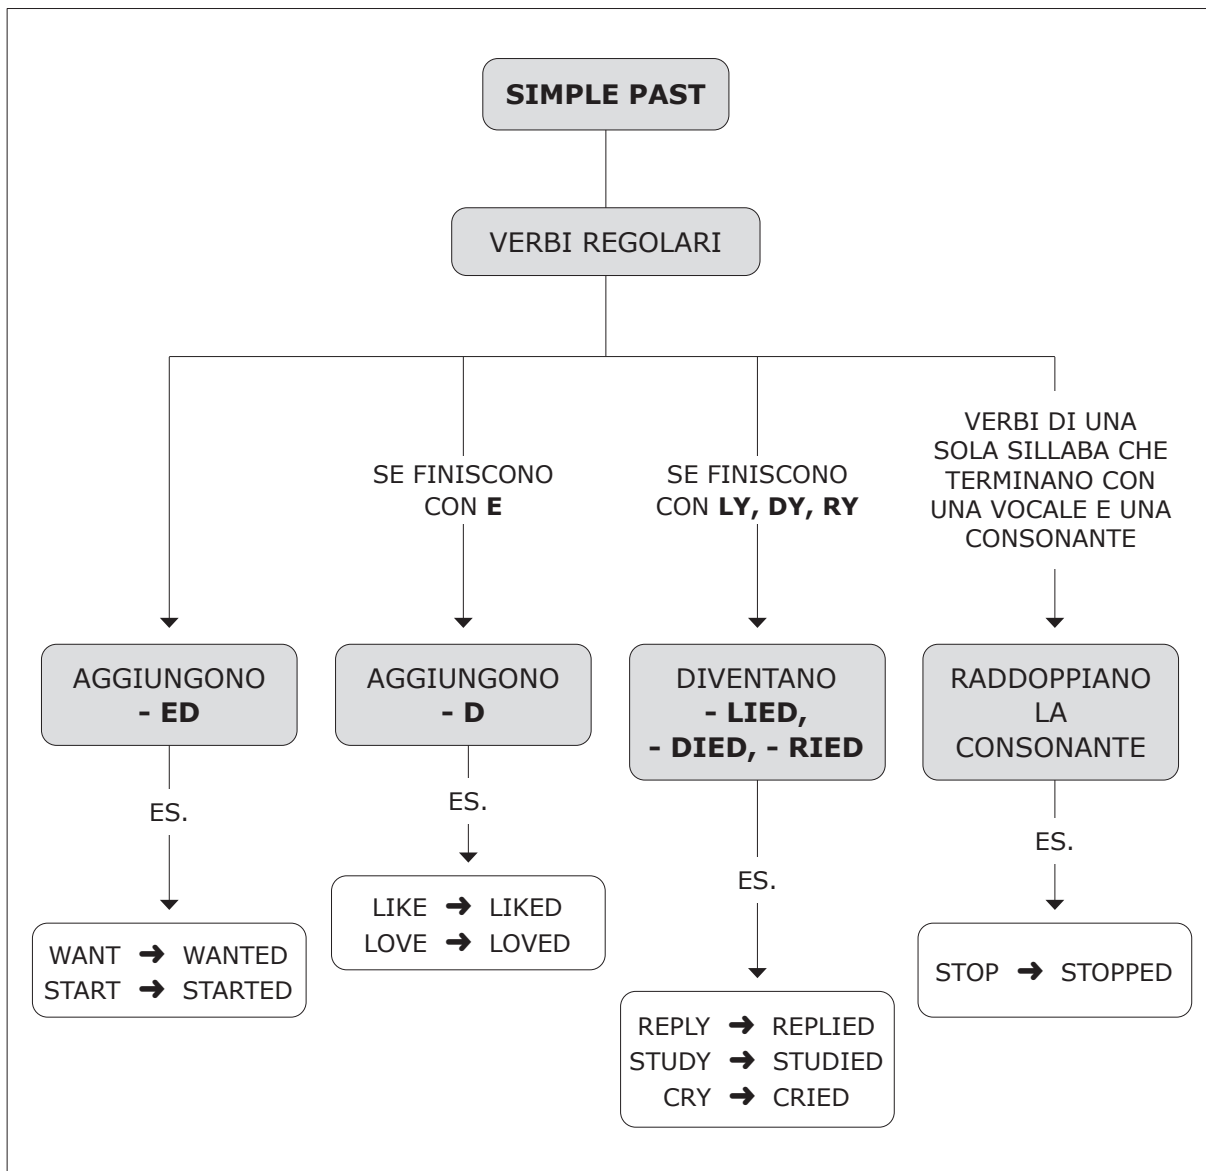 SIMPLE PAST
VERBI REGOLARI
SE FINISCONO
CON E
SE FINISCONO
CON LY, DY, RY
VERBI DI UNA
SOLA SILLABA CHE
TERMINANO CON
UNA VOCALE E UNA
CONSONANTE
AGGIUNGONO
- ED
AGGIUNGONO
- D
DIVENTANO
- LIED,
- DIED, - RIED
RADDOPPIANO
LA
CONSONANTE
ES.
ES.
ES.
ES.
WANT ➜ WANTED
START ➜ STARTED
LIKE ➜ LIKED
LOVE ➜ LOVED
REPLY ➜ REPLIED
STUDY ➜ STUDIED
CRY ➜ CRIED
STOP ➜ STOPPED